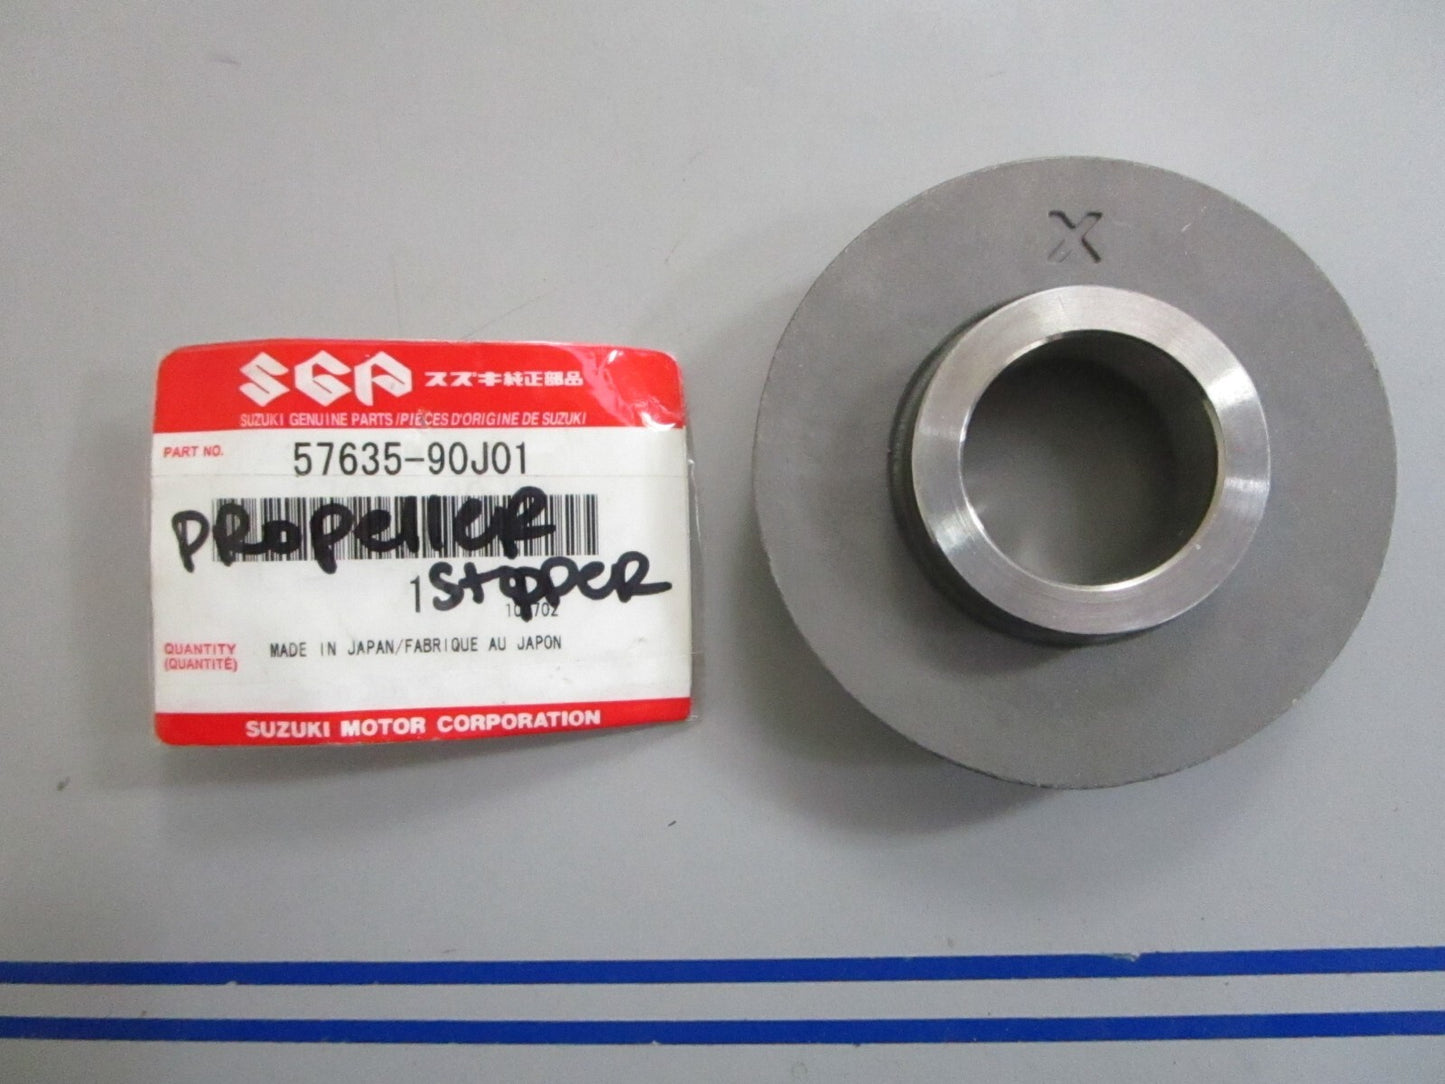 SGP スズキ純正部品
SUZUKI GENUINE PARTS/PIÈCES D'ORIGINE DE SUZUKI
PART NO. 57635-90J01
PROPELLER
1 STOPPER
QUANTITY
(QUANTITÉ)
MADE IN JAPAN/FABRIQUE AU JAPON
SUZUKI MOTOR CORPORATION
X